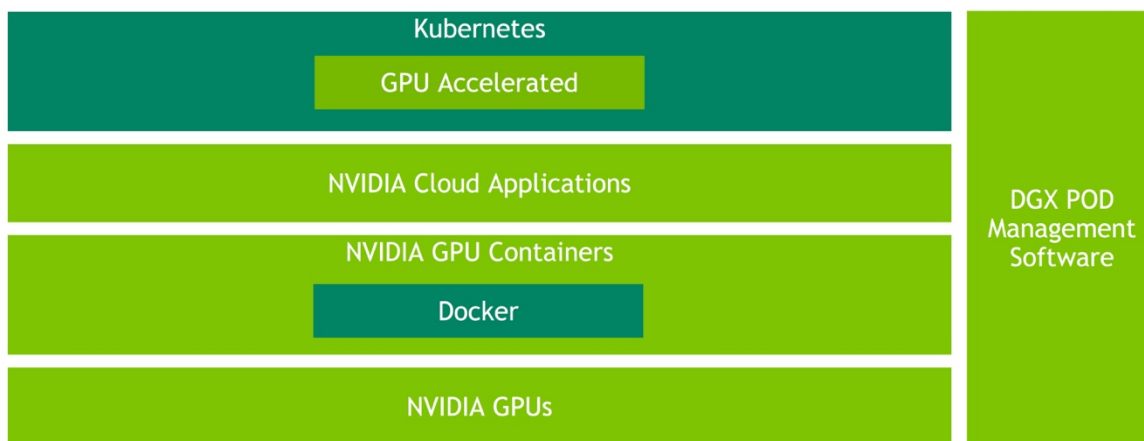 Kubernetes
GPU Accelerated
NVIDIA Cloud Applications
NVIDIA GPU Containers
Docker
NVIDIA GPUs
DGX POD
Management
Software